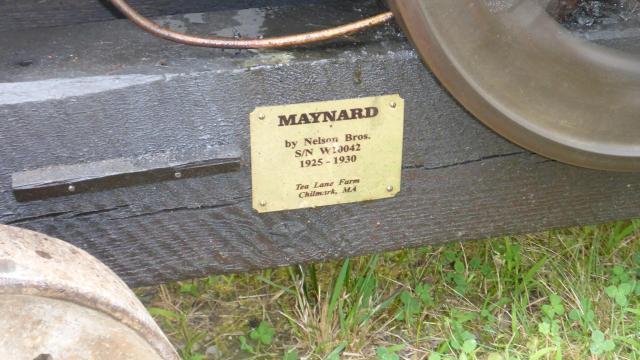 MAYNARD
by Nelson Bros.
S/N W10042
1925 - 1930
Tea Lane Farm
Chilmark, MA